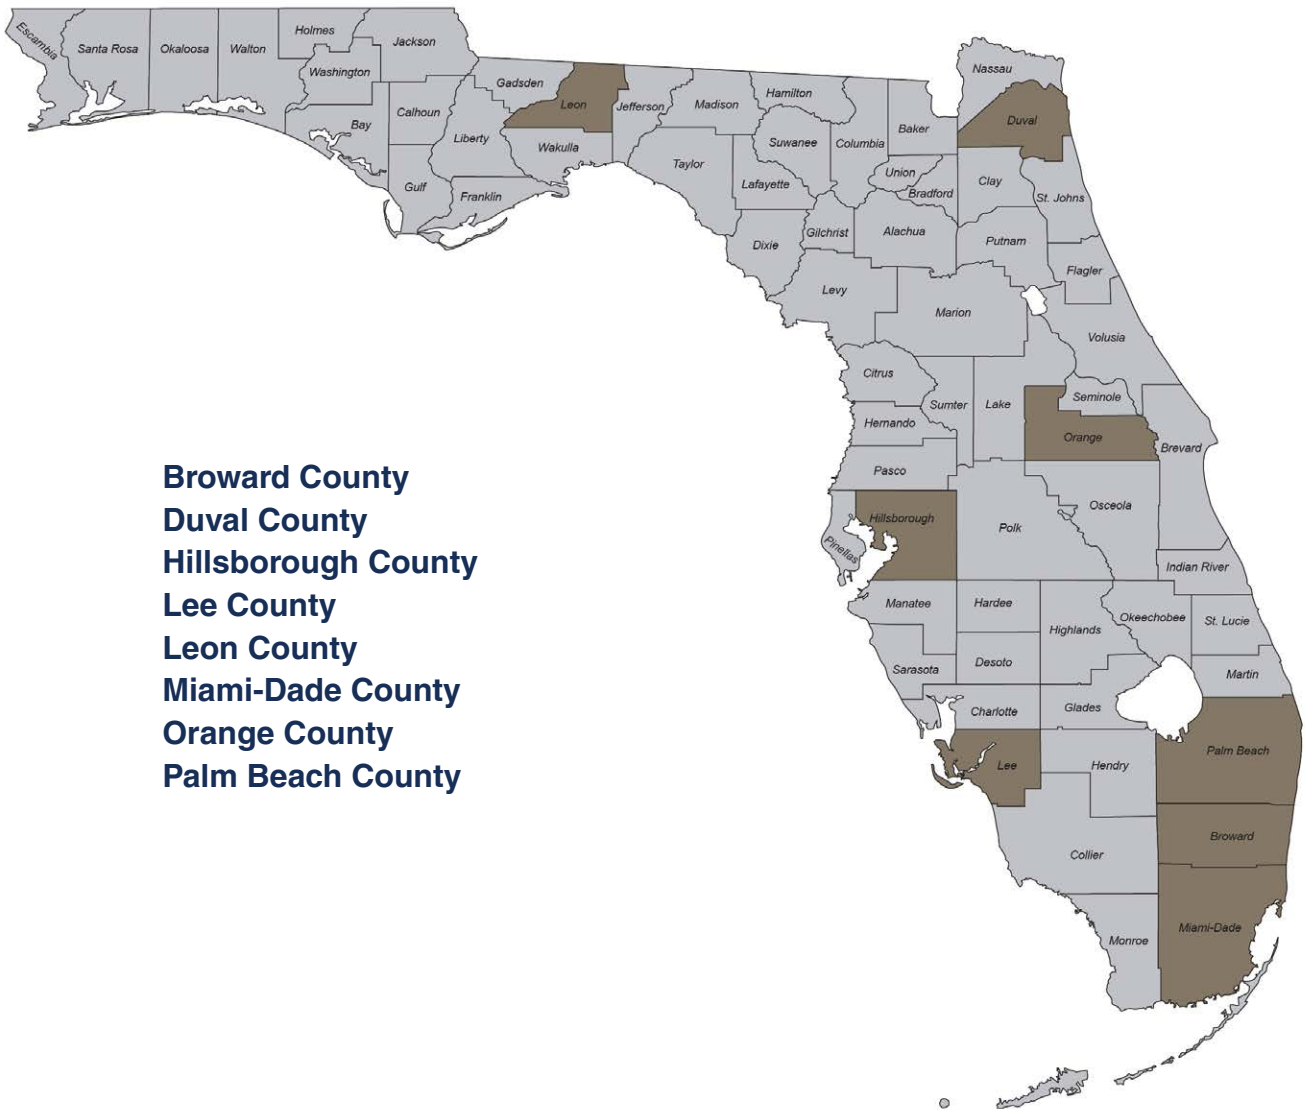 Escambia
Santa Rosa
Okaloosa
Walton
Holmes
Washington
Jackson
Bay
Calhoun
Gulf
Liberty
Gadsden
Franklin
Leon
Wakulla
Jefferson
Madison
Taylor
Hamilton
Suwanee
Lafayette
Dixie
Columbia
Gilchrist
Baker
Union
Bradford
Alachua
Levy
Nassau
Duval
Clay
St. Johns
Putnam
Flagler
Marion
Volusia
Citrus
Sumter
Lake
Hernando
Pasco
Seminole
Orange
Brevard
Osceola
Hillsborough
Pinellas
Polk
Indian River
Manatee
Hardee
Highlands
Okeechobee
St. Lucie
Sarasota
Desoto
Martin
Charlotte
Glades
Lee
Hendry
Palm Beach
Broward
Collier
Miami-Dade
Monroe
Broward County
Duval County
Hillsborough County
Lee County
Leon County
Miami-Dade County
Orange County
Palm Beach County